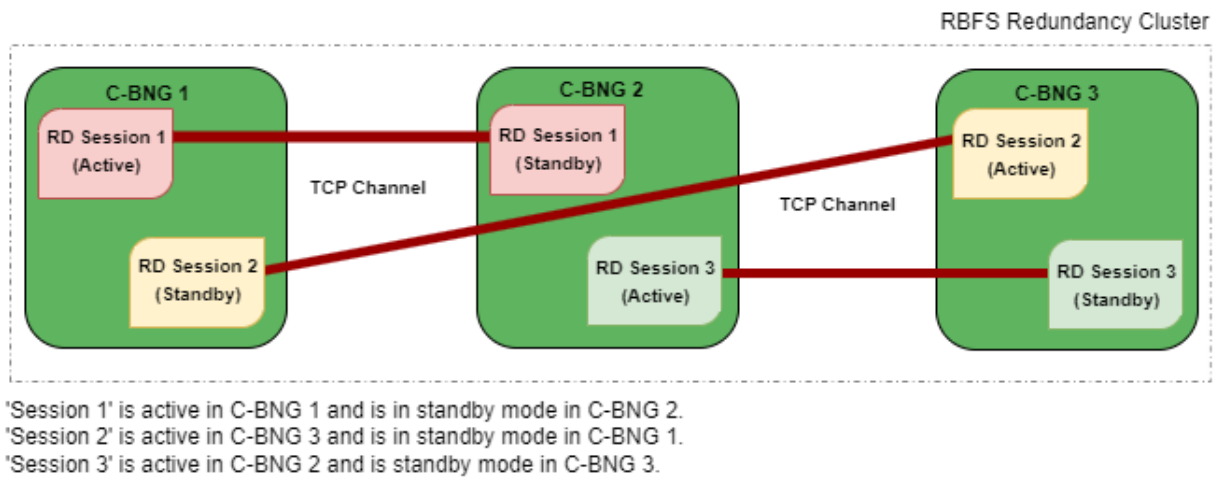 RBFS Redundancy Cluster
C-BNG 1
RD Session 1
(Active)
RD Session 2
(Standby)
TCP Channel
C-BNG 2
RD Session 1
(Standby)
RD Session 3
(Active)
TCP Channel
C-BNG 3
RD Session 2
(Active)
RD Session 3
(Standby)
'Session 1' is active in C-BNG 1 and is in standby mode in C-BNG 2.
'Session 2' is active in C-BNG 3 and is in standby mode in C-BNG 1.
'Session 3' is active in C-BNG 2 and is standby mode in C-BNG 3.